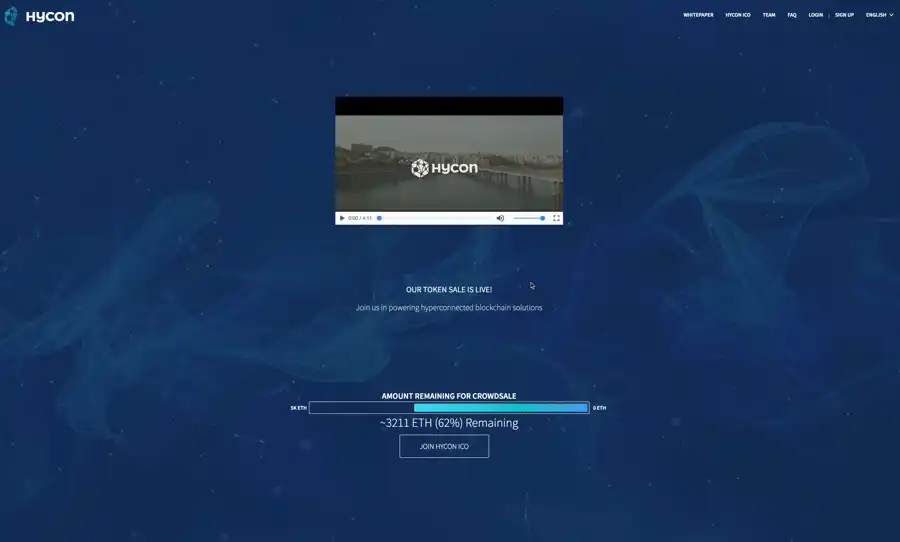 HYCON
WHITEPAPER HYCON ICO TEAM FAQ LOGIN | SIGN UP ENGLISH
HYCON
0:00 / 4:11
OUR TOKEN SALE IS LIVE!
Join us in powering hyperconnected blockchain solutions
AMOUNT REMAINING FOR CROWDSALE
5K ETH 0 ETH
~3211 ETH (62%) Remaining
JOIN HYCON ICO